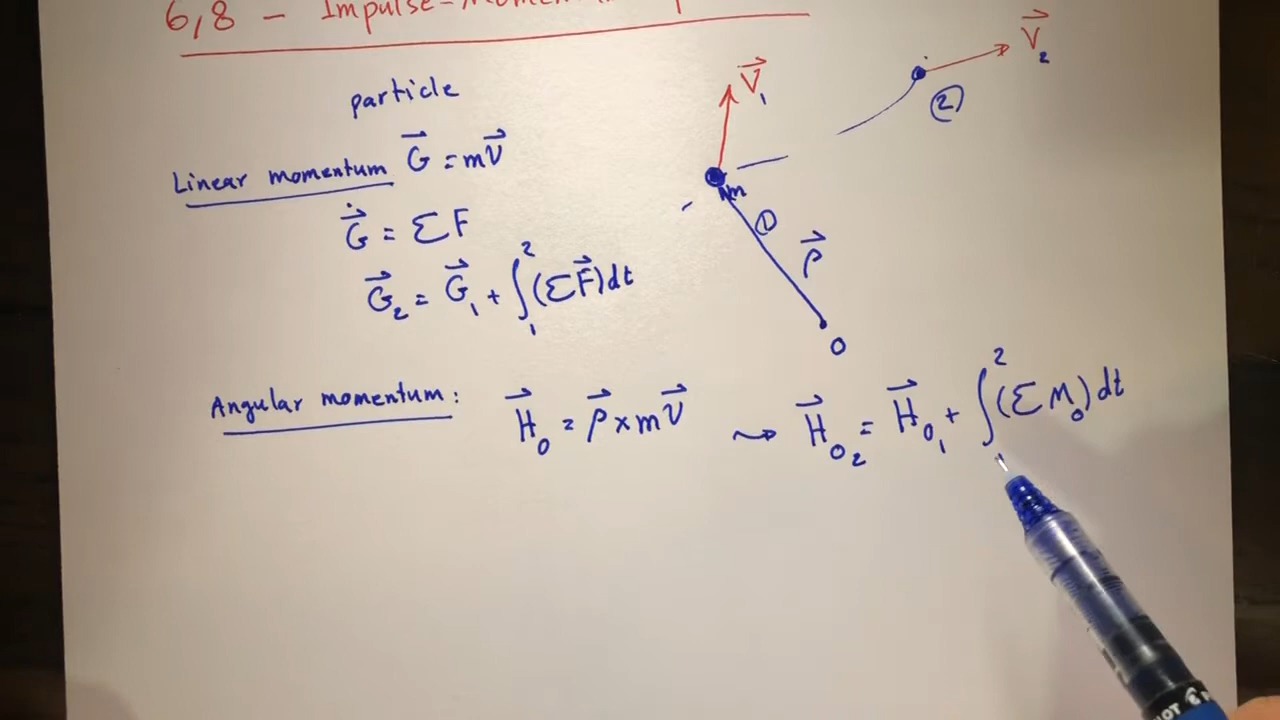 6,8 - Impulse-Momentum
particle
Linear momentum G⃗ = mV⃗
G⃗̇ = ΣF
G⃗₂ = G⃗₁ + ∫₁² (ΣF⃗)dt
Angular momentum: H⃗₀ = ρ⃗ × mV⃗ ⇝ H⃗₀₂ = H⃗₀₁ + ∫₁² (ΣM₀)dt
V⃗₁
V⃗₂
②
m
①
ρ⃗
O